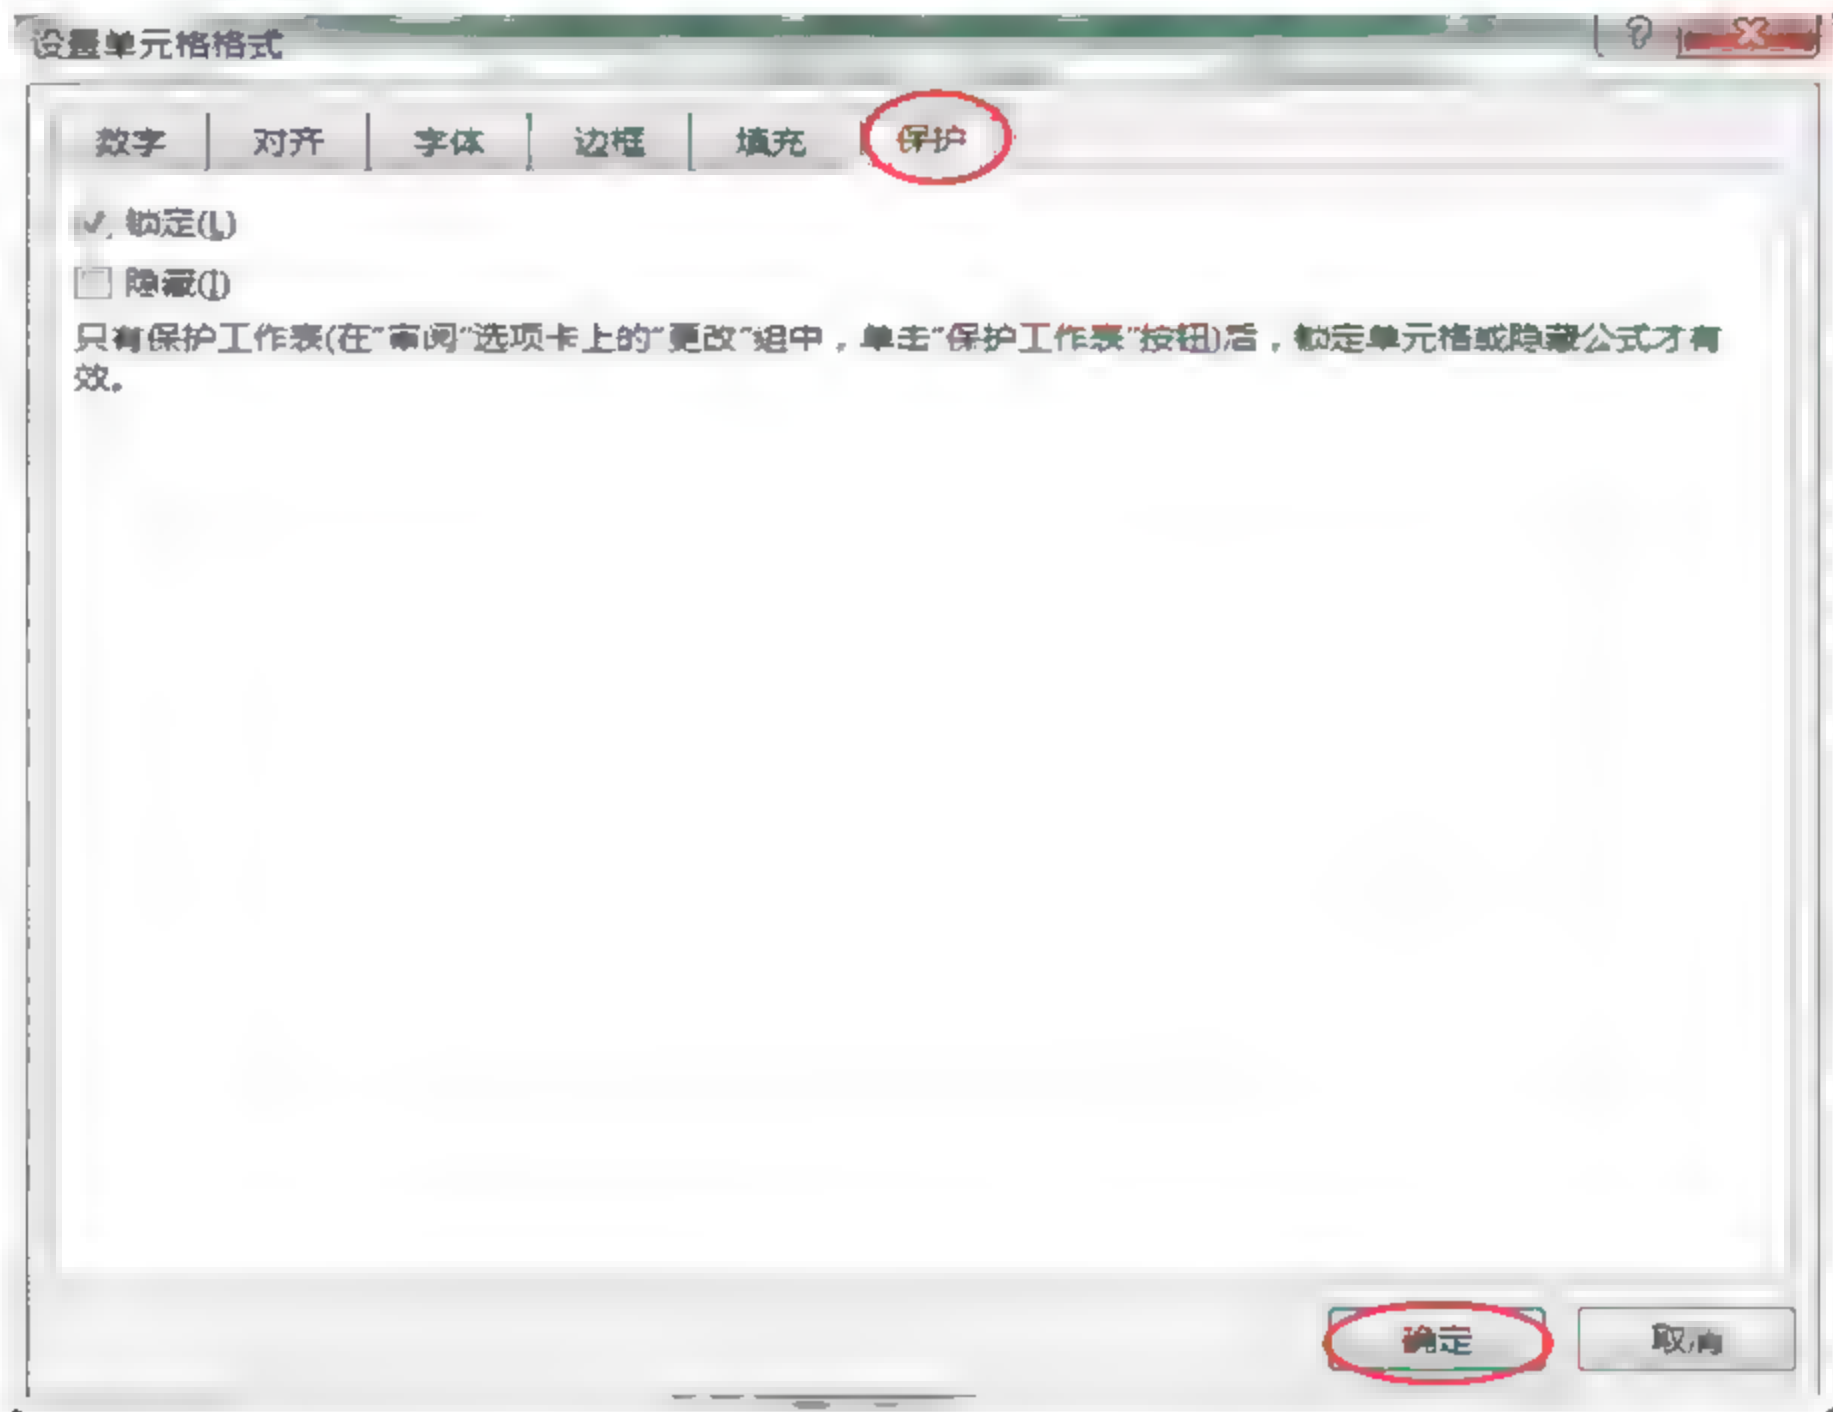 设置单元格格式
数字 对齐 字体 边框 填充 保护
锁定(L)
隐藏(I)
只有保护工作表(在"审阅"选项卡上的"更改"组中，单击"保护工作表"按钮)后，锁定单元格或隐藏公式才有
效。
确定 取消